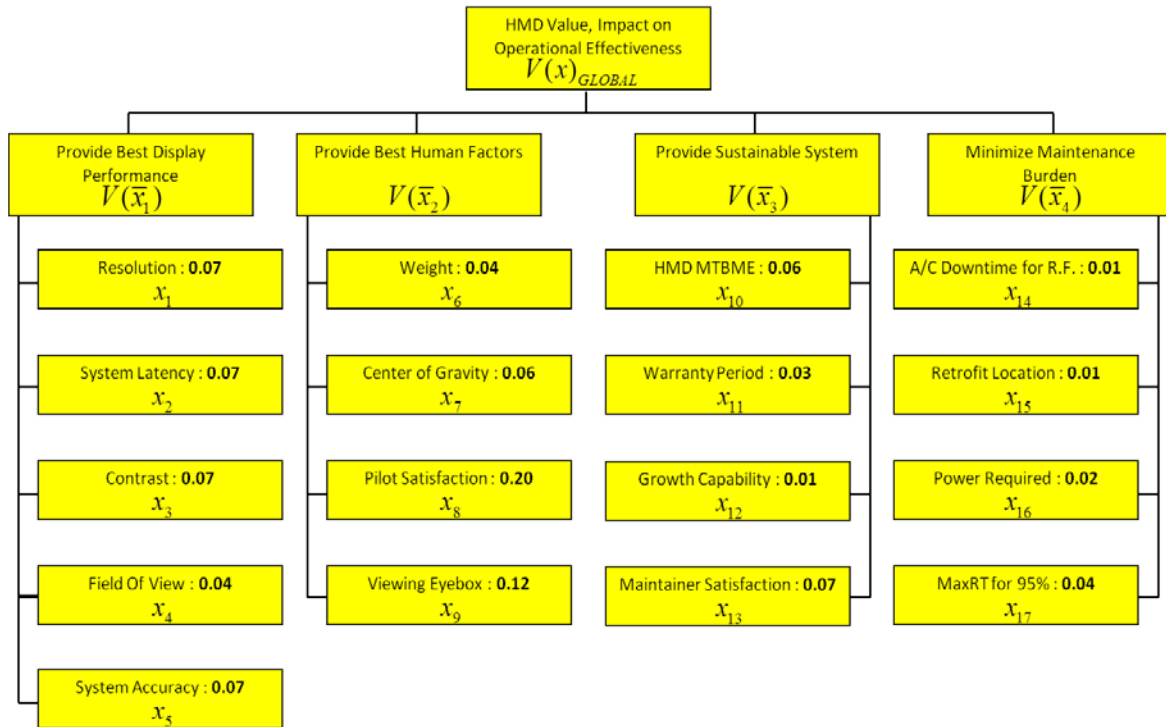 HMD Value, Impact on
Operational Effectiveness
V(x)_GLOBAL
Provide Best Display
Performance
V(x̅₁)
Provide Best Human Factors
V(x̅₂)
Provide Sustainable System
V(x̅₃)
Minimize Maintenance
Burden
V(x̅₄)
Resolution : 0.07
x₁
System Latency : 0.07
x₂
Contrast : 0.07
x₃
Field Of View : 0.04
x₄
System Accuracy : 0.07
x₅
Weight : 0.04
x₆
Center of Gravity : 0.06
x₇
Pilot Satisfaction : 0.20
x₈
Viewing Eyebox : 0.12
x₉
HMD MTBME : 0.06
x₁₀
Warranty Period : 0.03
x₁₁
Growth Capability : 0.01
x₁₂
Maintainer Satisfaction : 0.07
x₁₃
A/C Downtime for R.F. : 0.01
x₁₄
Retrofit Location : 0.01
x₁₅
Power Required : 0.02
x₁₆
MaxRT for 95% : 0.04
x₁₇